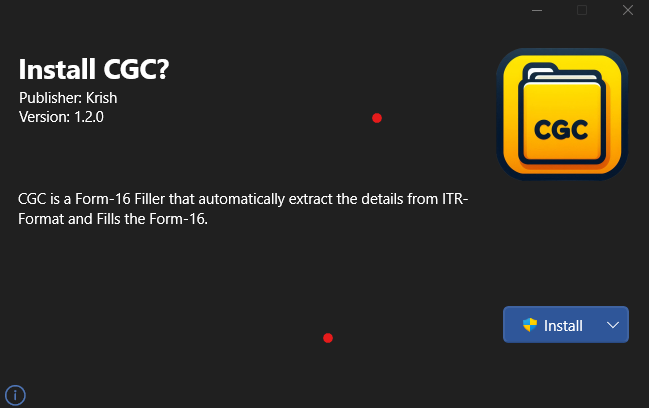 Install CGC?
Publisher: Krish
Version: 1.2.0
CGC
CGC is a Form-16 Filler that automatically extract the details from ITR-
Format and Fills the Form-16.
Install